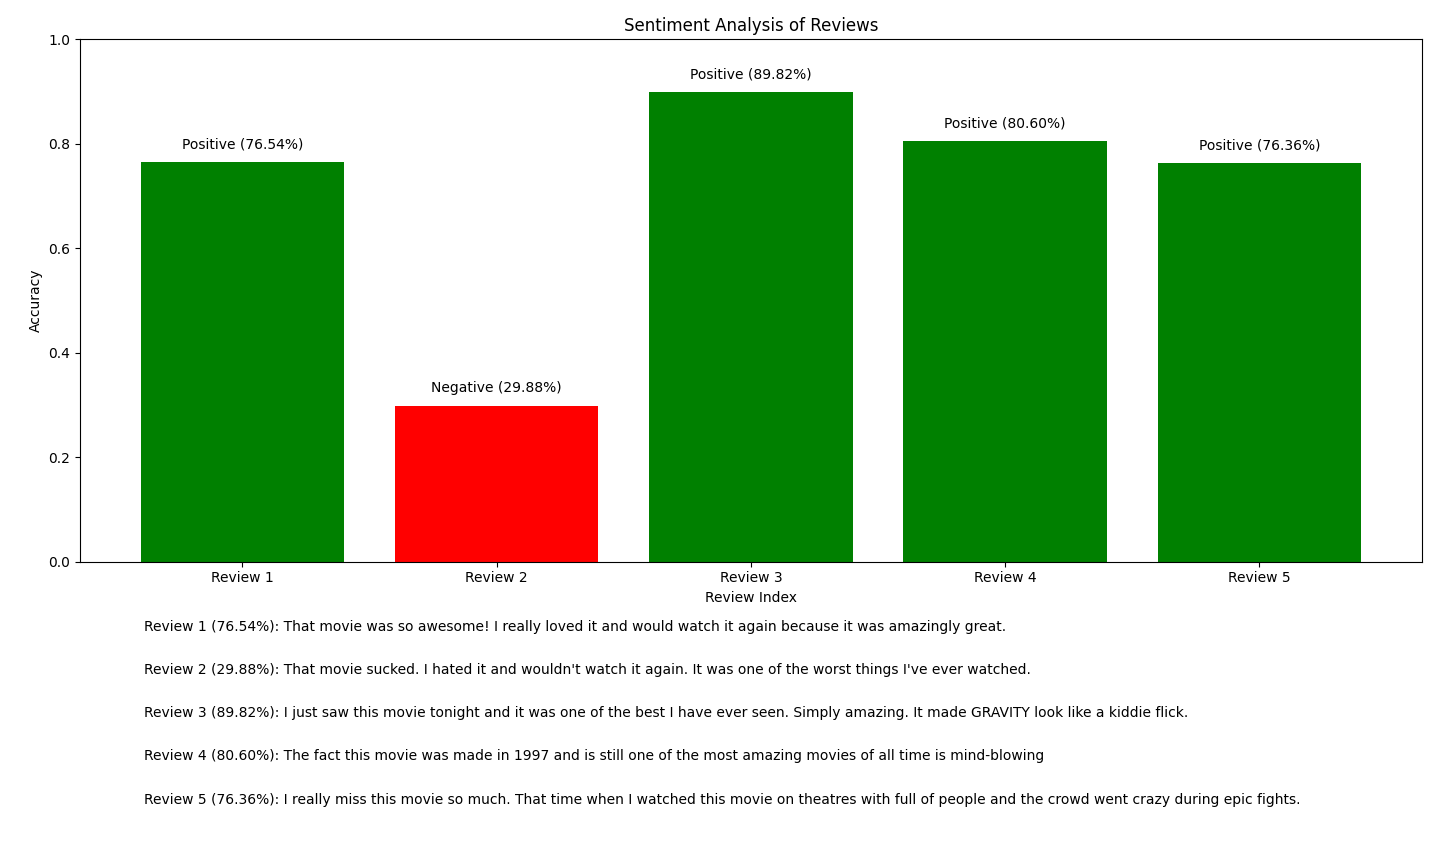 Sentiment Analysis of Reviews
1.0
Positive (89.82%)
Positive (80.60%)
Positive (76.54%)
0.8
Positive (76.36%)
0.6
Accuracy
0.4
Negative (29.88%)
0.2
0.0
Review 1 Review 2 Review 3 Review 4 Review 5
Review Index
Review 1 (76.54%): That movie was so awesome! I really loved it and would watch it again because it was amazingly great.
Review 2 (29.88%): That movie sucked. I hated it and wouldn't watch it again. It was one of the worst things I've ever watched.
Review 3 (89.82%): I just saw this movie tonight and it was one of the best I have ever seen. Simply amazing. It made GRAVITY look like a kiddie flick.
Review 4 (80.60%): The fact this movie was made in 1997 and is still one of the most amazing movies of all time is mind-blowing
Review 5 (76.36%): I really miss this movie so much. That time when I watched this movie on theatres with full of people and the crowd went crazy during epic fights.